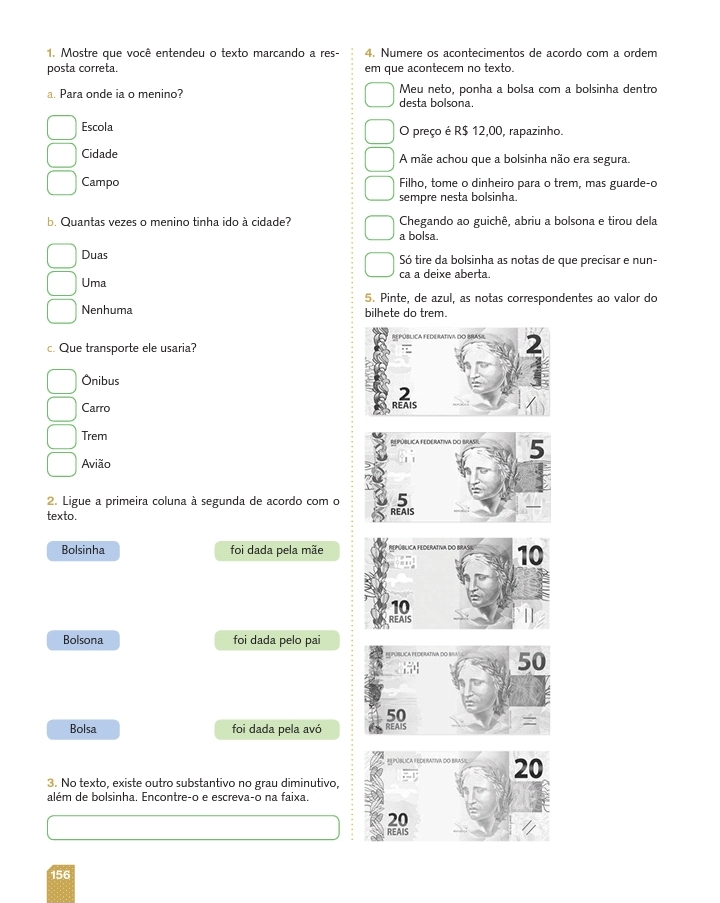 1. Mostre que você entendeu o texto marcando a res-
posta correta.
a. Para onde ia o menino?
Escola
Cidade
Campo
b. Quantas vezes o menino tinha ido à cidade?
Duas
Uma
Nenhuma
c. Que transporte ele usaria?
Ônibus
Carro
Trem
Avião
2. Ligue a primeira coluna à segunda de acordo com o
texto.
Bolsinha
foi dada pela mãe
Bolsona
foi dada pelo pai
Bolsa
foi dada pela avó
3. No texto, existe outro substantivo no grau diminutivo,
além de bolsinha. Encontre-o e escreva-o na faixa.
4. Numere os acontecimentos de acordo com a ordem
em que acontecem no texto.
Meu neto, ponha a bolsa com a bolsinha dentro
desta bolsona.
O preço é R$ 12,00, rapazinho.
A mãe achou que a bolsinha não era segura.
Filho, tome o dinheiro para o trem, mas guarde-o
sempre nesta bolsinha.
Chegando ao guichê, abriu a bolsona e tirou dela
a bolsa.
Só tire da bolsinha as notas de que precisar e nun-
ca a deixe aberta.
5. Pinte, de azul, as notas correspondentes ao valor do
bilhete do trem.
REPÚBLICA FEDERATIVA DO BRASIL
2
2
REAIS
REPÚBLICA FEDERATIVA DO BRASIL
5
5
REAIS
REPÚBLICA FEDERATIVA DO BRASIL
10
10
REAIS
REPÚBLICA FEDERATIVA DO BRASIL
50
50
REAIS
REPÚBLICA FEDERATIVA DO BRASIL
20
20
REAIS
156